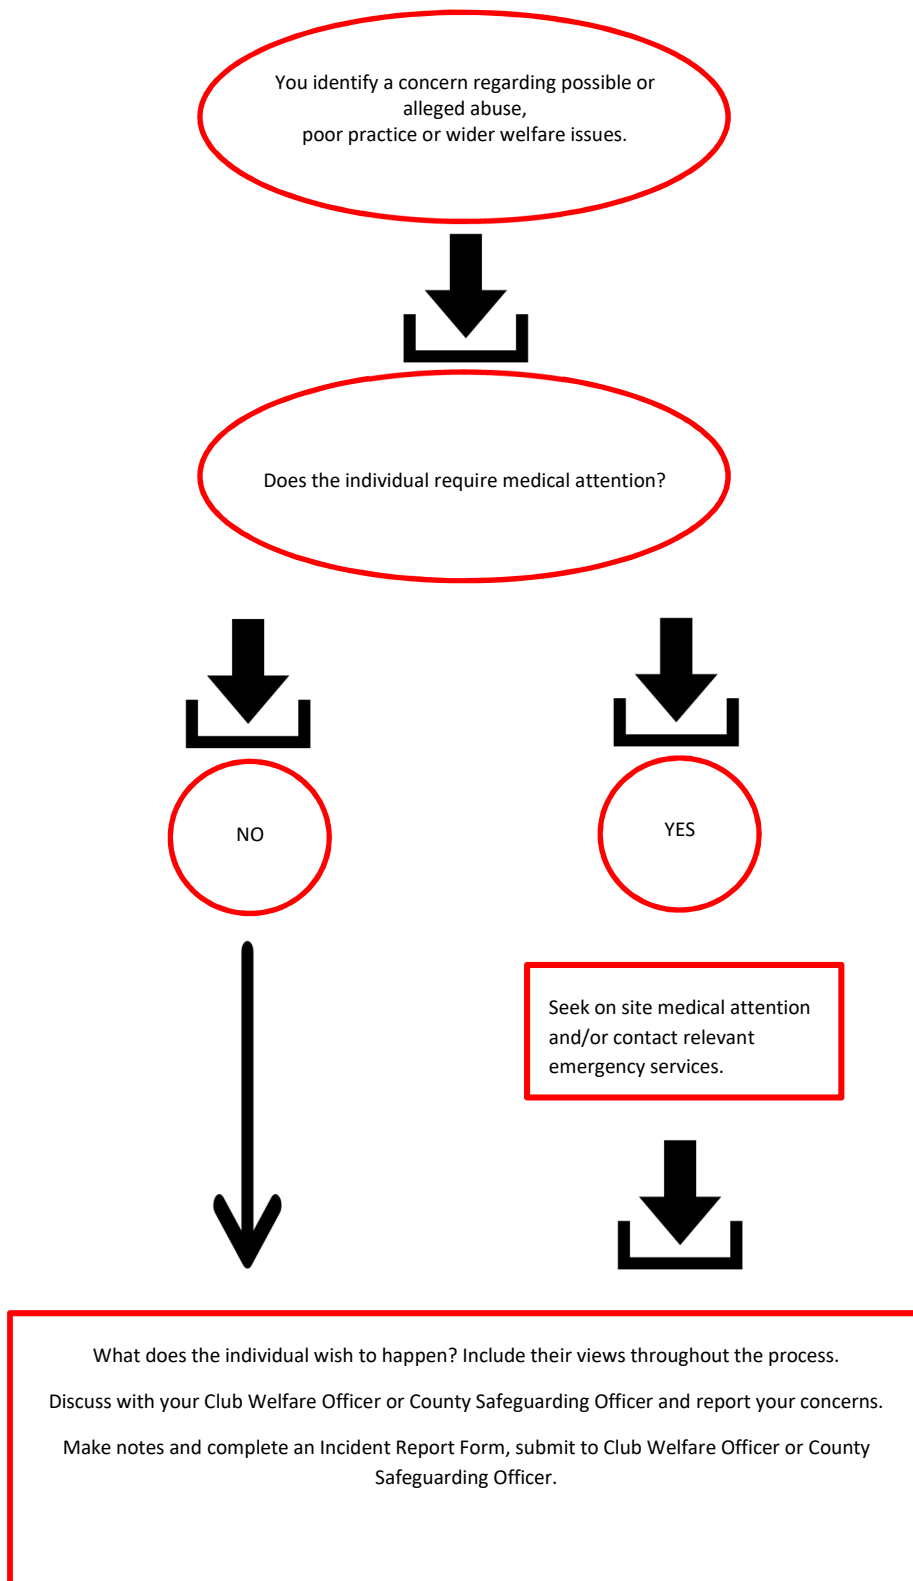 You identify a concern regarding possible or
alleged abuse,
poor practice or wider welfare issues.
Does the individual require medical attention?
NO
YES
Seek on site medical attention
and/or contact relevant
emergency services.
What does the individual wish to happen? Include their views throughout the process.
Discuss with your Club Welfare Officer or County Safeguarding Officer and report your concerns.
Make notes and complete an Incident Report Form, submit to Club Welfare Officer or County
Safeguarding Officer.